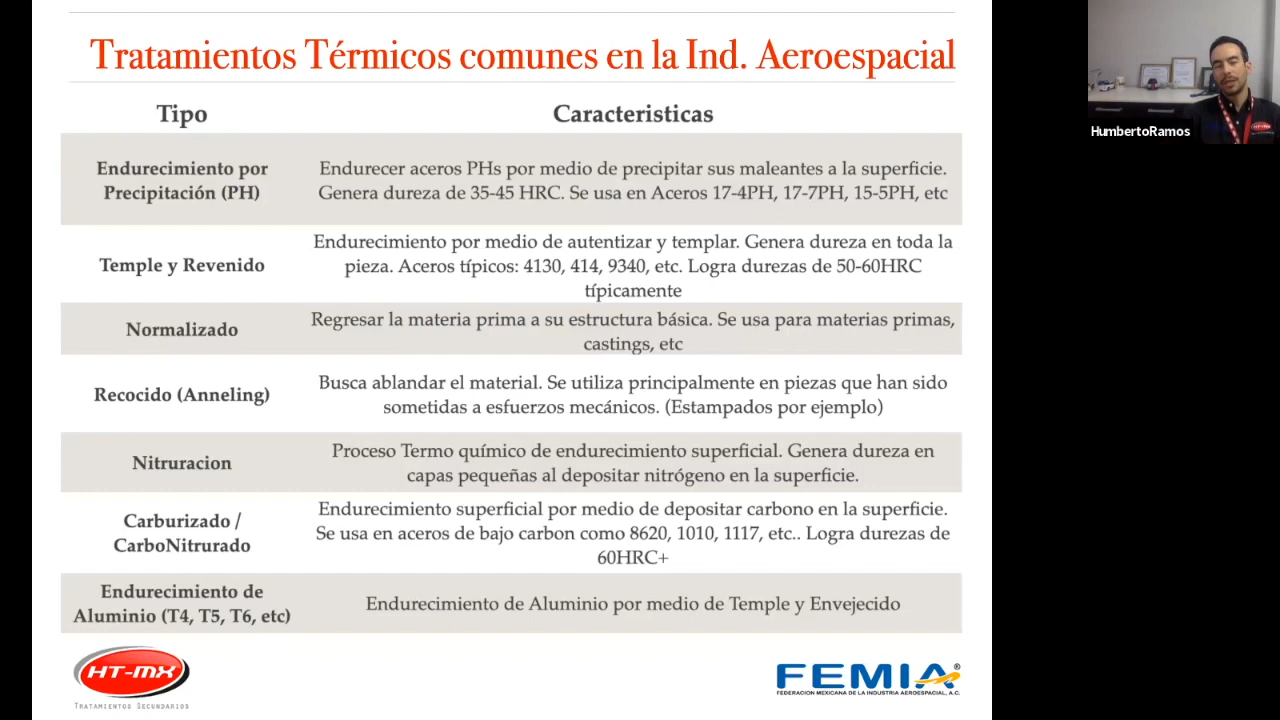 Tratamientos Térmicos comunes en la Ind. Aeroespacial
Tipo
Caracteristicas
Endurecimiento por
Precipitación (PH)
Endurecer aceros PHs por medio de precipitar sus maleantes a la superficie.
Genera dureza de 35-45 HRC. Se usa en Aceros 17-4PH, 17-7PH, 15-5PH, etc
Temple y Revenido
Endurecimiento por medio de autentizar y templar. Genera dureza en toda la
pieza. Aceros típicos: 4130, 414, 9340, etc. Logra durezas de 50-60HRC
típicamente
Normalizado
Regresar la materia prima a su estructura básica. Se usa para materias primas,
castings, etc
Recocido (Anneling)
Busca ablandar el material. Se utiliza principalmente en piezas que han sido
sometidas a esfuerzos mecánicos. (Estampados por ejemplo)
Nitruracion
Proceso Termo químico de endurecimiento superficial. Genera dureza en
capas pequeñas al depositar nitrógeno en la superficie.
Carburizado /
CarboNitrurado
Endurecimiento superficial por medio de depositar carbono en la superficie.
Se usa en aceros de bajo carbon como 8620, 1010, 1117, etc.. Logra durezas de
60HRC+
Endurecimiento de
Aluminio (T4, T5, T6, etc)
Endurecimiento de Aluminio por medio de Temple y Envejecido
HT-MX
TRATAMIENTOS SECUNDARIOS
FEMIA®
FEDERACIÓN MEXICANA DE LA INDUSTRIA AEROESPACIAL, A.C.
HumbertoRamos
HT-MX